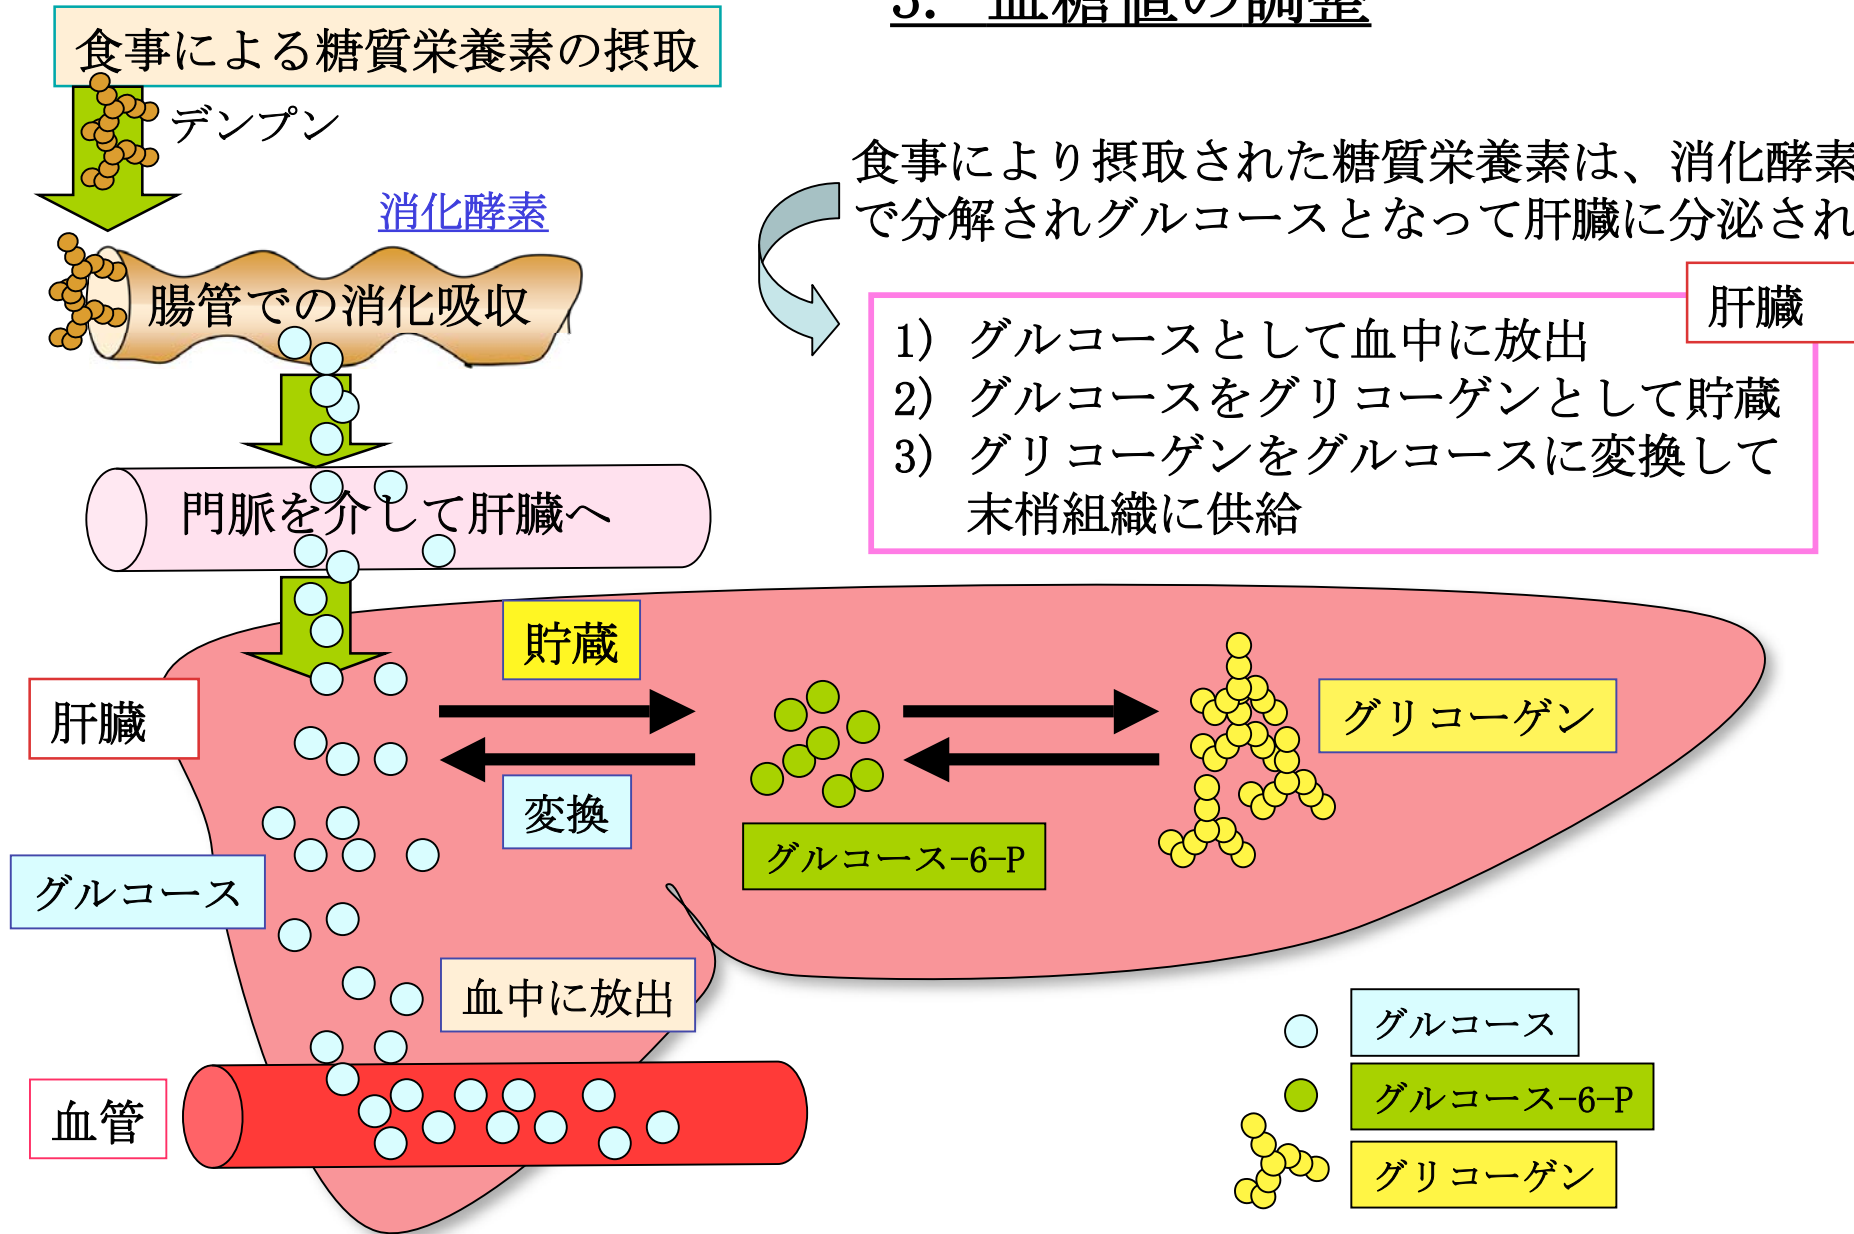 3. 血糖値の調整
食事による糖質栄養素の摂取
デンプン
消化酵素
腸管での消化吸収
門脈を介して肝臓へ
食事により摂取された糖質栄養素は、消化酵素
で分解されグルコースとなって肝臓に分泌され
肝臓
1) グルコースとして血中に放出
2) グルコースをグリコーゲンとして貯蔵
3) グリコーゲンをグルコースに変換して
末梢組織に供給
貯蔵
肝臓
グリコーゲン
変換
グルコース-6-P
グルコース
血中に放出
血管
グルコース
グルコース-6-P
グリコーゲン